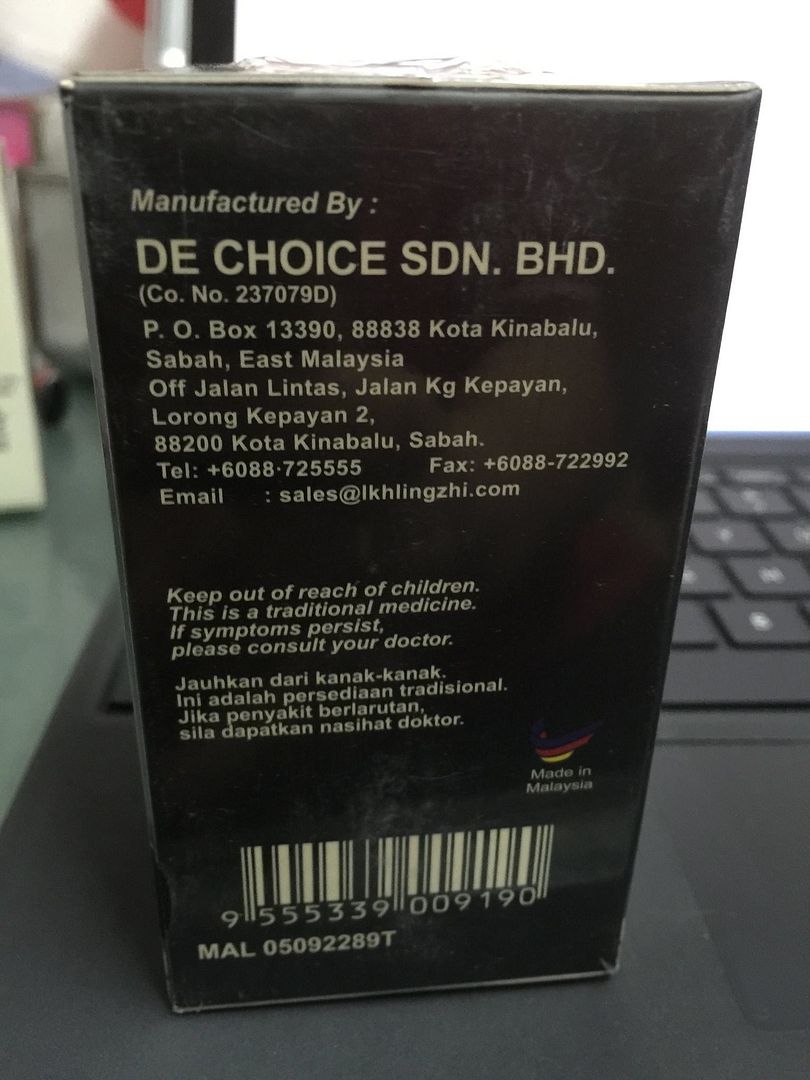 Manufactured By :
DE CHOICE SDN. BHD.
(Co. No. 237079D)
P. O. Box 13390, 88838 Kota Kinabalu,
Sabah, East Malaysia
Off Jalan Lintas, Jalan Kg Kepayan,
Lorong Kepayan 2,
88200 Kota Kinabalu, Sabah.
Tel: +6088-725555 Fax: +6088-722992
Email : sales@lkhlingzhi.com
Keep out of reach of children.
This is a traditional medicine.
If symptoms persist,
please consult your doctor.
Jauhkan dari kanak-kanak.
Ini adalah persediaan tradisional.
Jika penyakit berlarutan,
sila dapatkan nasihat doktor.
Made in
Malaysia
9 555339 009190
MAL 05092289T